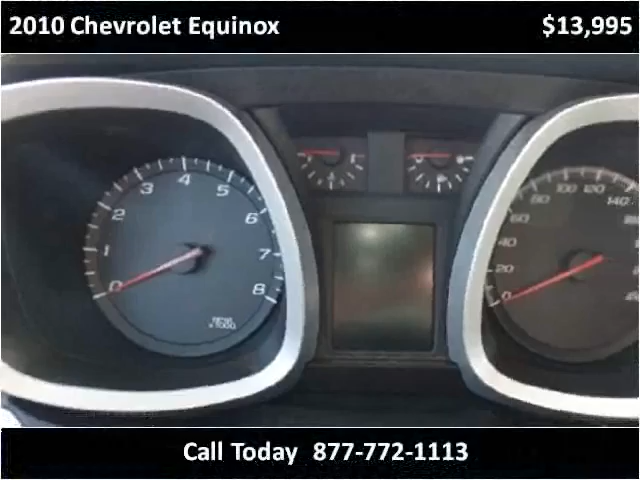 2010 Chevrolet Equinox $13,995
0 1 2 3 4 5 6 7 8
x1000
0 20 40 60 80 100 120 140
Call Today 877-772-1113